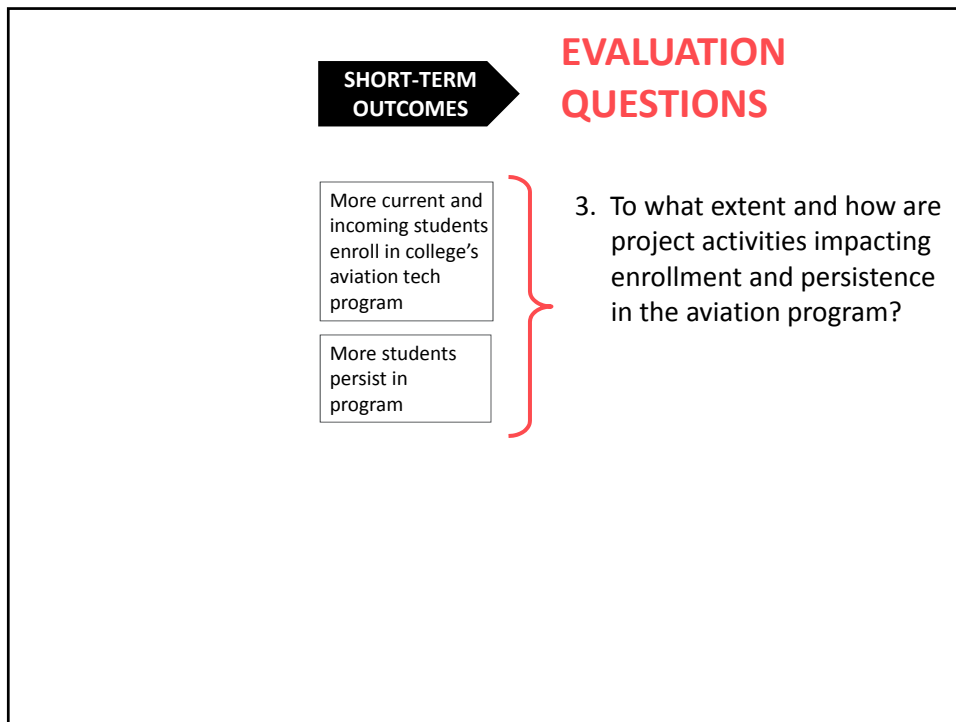 SHORT-TERM
OUTCOMES
EVALUATION
QUESTIONS
More current and
incoming students
enroll in college’s
aviation tech
program
More students
persist in
program
3. To what extent and how are
project activities impacting
enrollment and persistence
in the aviation program?